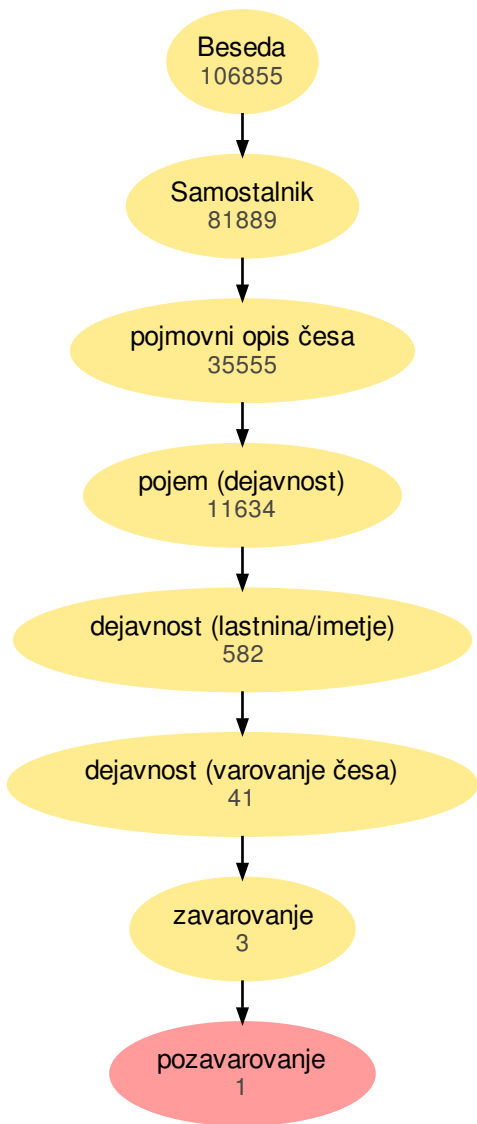 Beseda
106855
Samostalnik
81889
pojmovni opis česa
35555
pojem (dejavnost)
11634
dejavnost (lastnina/imetje)
582
dejavnost (varovanje česa)
41
zavarovanje
3
pozavarovanje
1